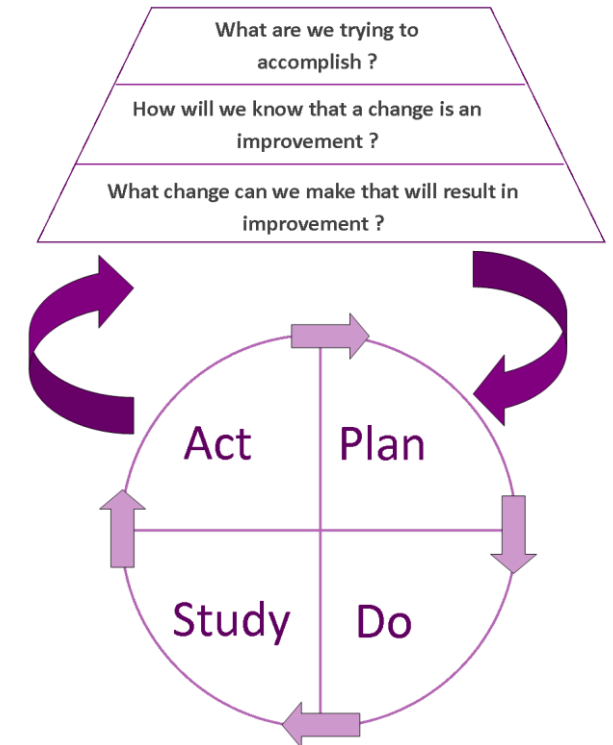 What are we trying to
accomplish ?
How will we know that a change is an
improvement ?
What change can we make that will result in
improvement ?
Act
Plan
Study
Do